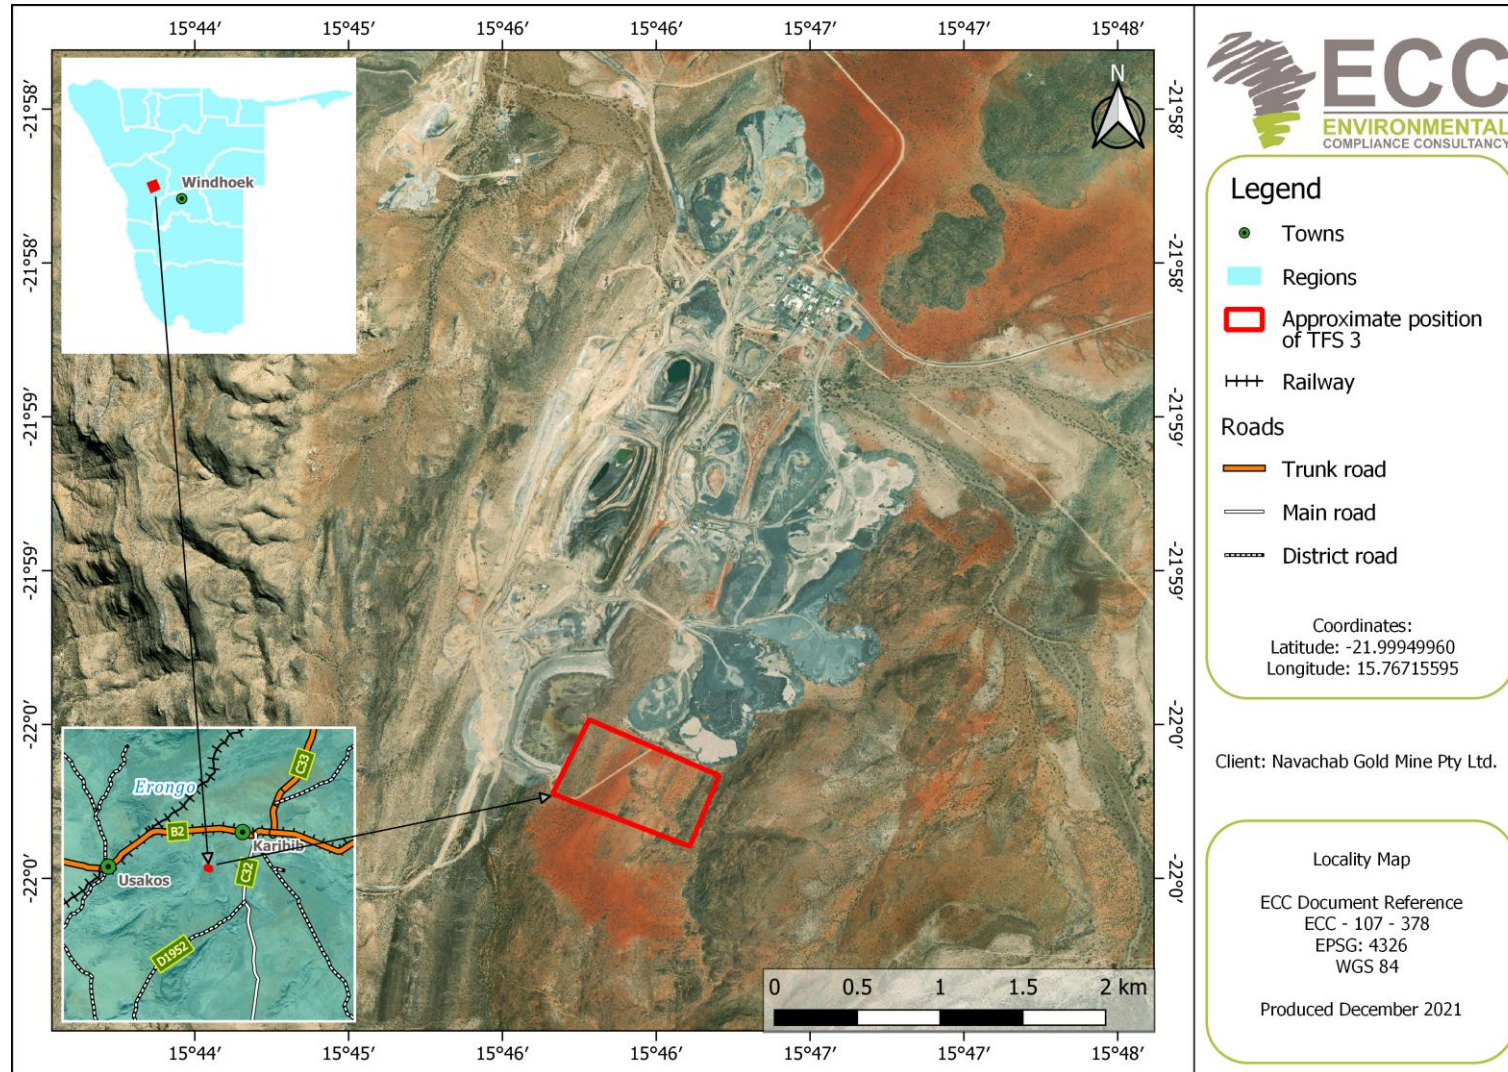 15°44′ 15°45′ 15°46′ 15°46′ 15°47′ 15°47′ 15°48′
-21°58′ -21°58′
-21°58′ -21°58′
-21°59′ -21°59′
-21°59′ -21°59′
-22°0′ -22°0′
-22°0′ -22°0′
15°44′ 15°45′ 15°46′ 15°46′ 15°47′ 15°47′ 15°48′
Windhoek
N
Erongo
C33
B2
Karibib
Usakos
C32
D1952
0 0.5 1 1.5 2 km
ECC
ENVIRONMENTAL
COMPLIANCE CONSULTANCY
Legend
Towns
Regions
Approximate position
of TFS 3
Railway
Roads
Trunk road
Main road
District road
Coordinates:
Latitude: -21.99949960
Longitude: 15.76715595
Client: Navachab Gold Mine Pty Ltd.
Locality Map
ECC Document Reference
ECC - 107 - 378
EPSG: 4326
WGS 84
Produced December 2021